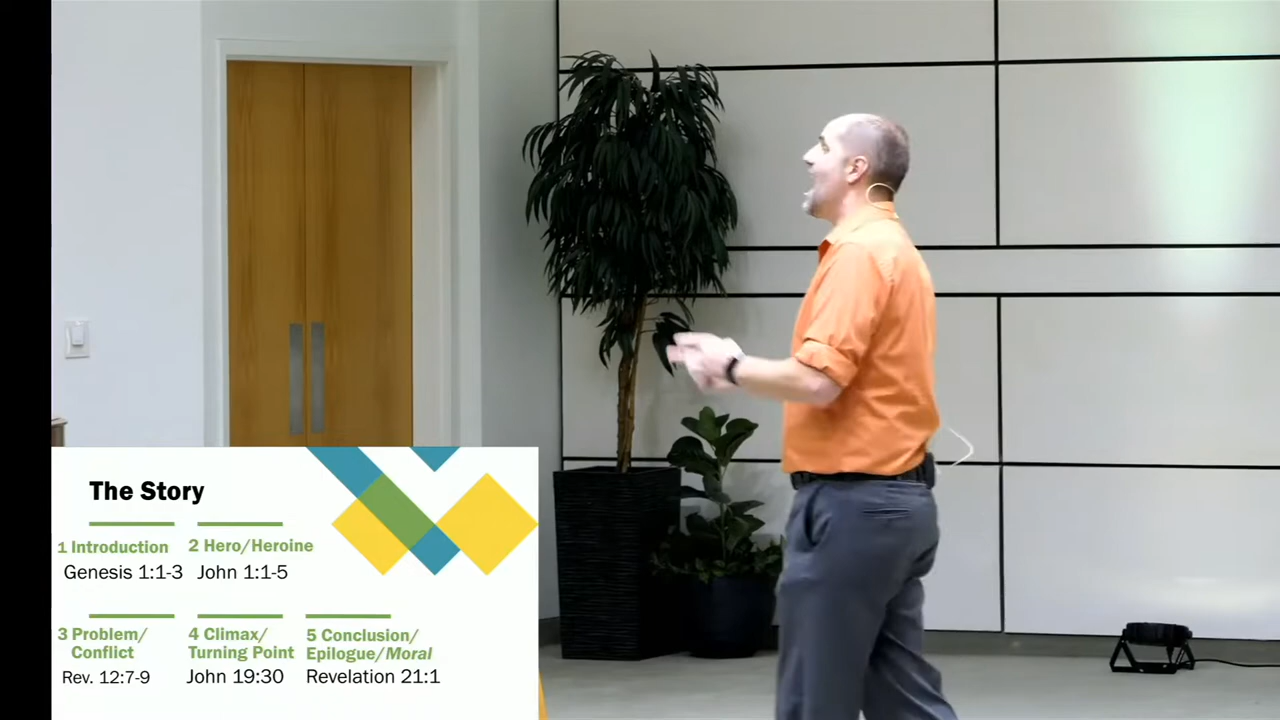 The Story
1 Introduction
Genesis 1:1-3
2 Hero/Heroine
John 1:1-5
3 Problem/
Conflict
Rev. 12:7-9
4 Climax/
Turning Point
John 19:30
5 Conclusion/
Epilogue/Moral
Revelation 21:1